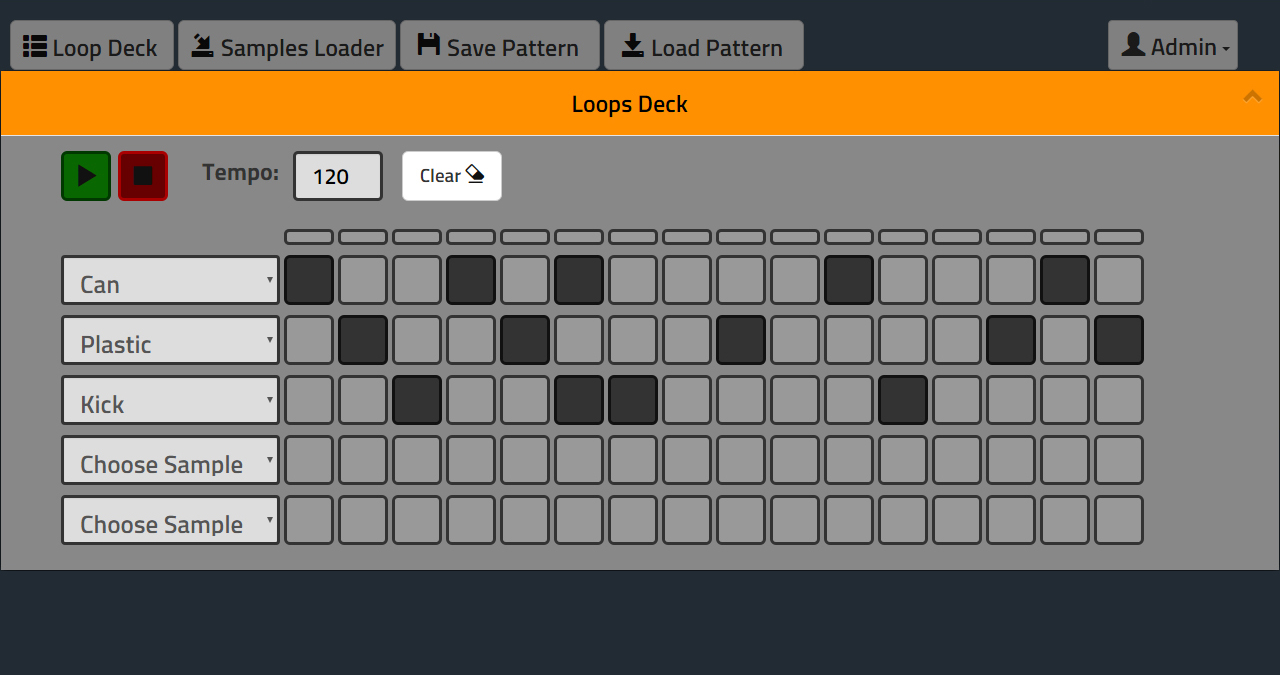 Loop Deck Samples Loader Save Pattern Load Pattern Admin
Loops Deck
Tempo: 120 Clear
Can
Plastic
Kick
Choose Sample
Choose Sample